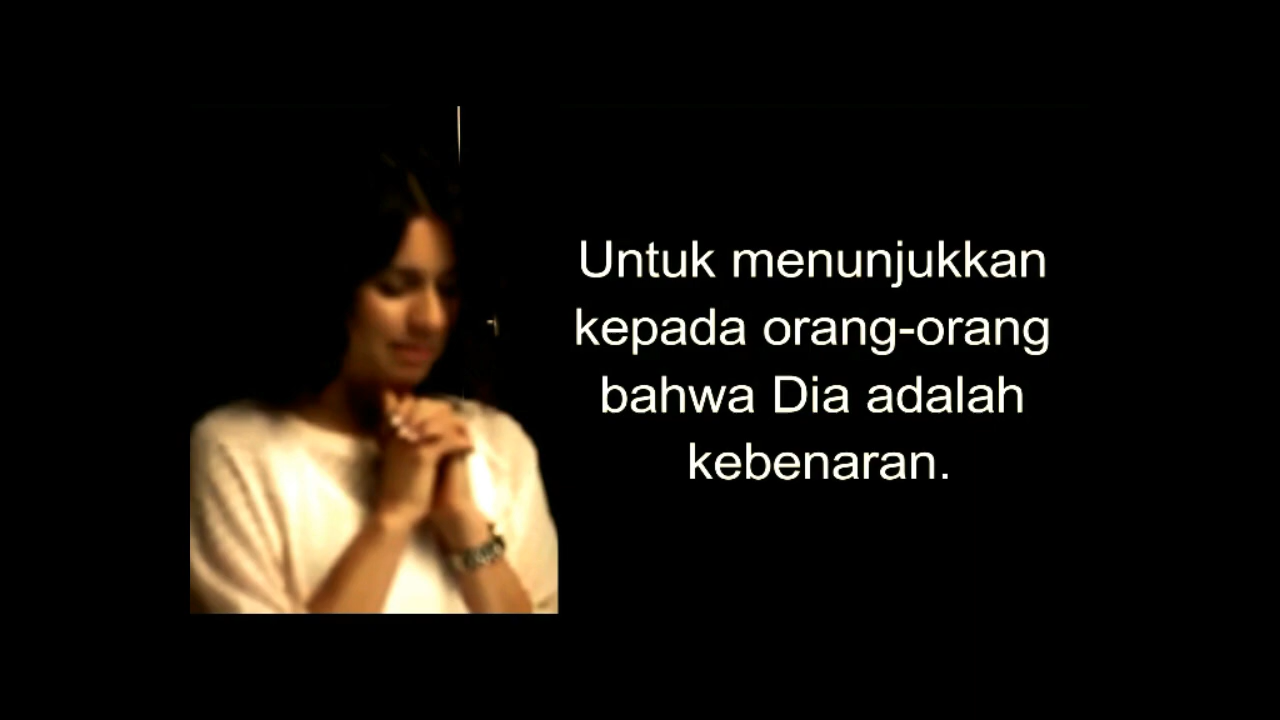 Untuk menunjukkan
kepada orang-orang
bahwa Dia adalah
kebenaran.